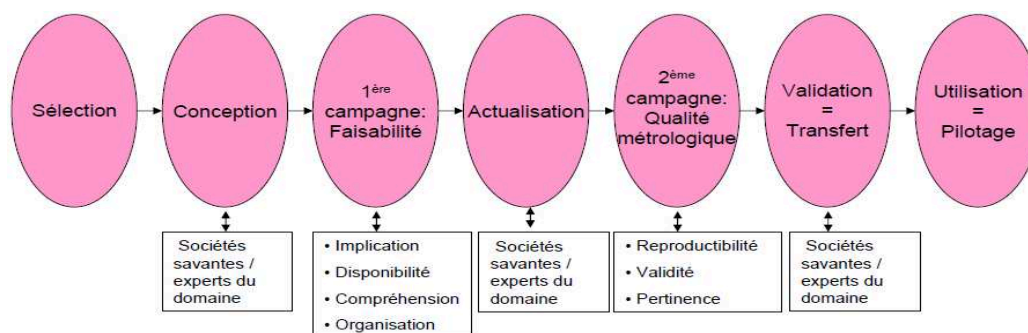 Sélection
Conception
1ère
campagne:
Faisabilité
Actualisation
2ème
campagne:
Qualité
métrologique
Validation
=
Transfert
Utilisation
=
Pilotage
Sociétés
savantes /
experts du
domaine
• Implication
• Disponibilité
• Compréhension
• Organisation
Sociétés
savantes /
experts du
domaine
• Reproductibilité
• Validité
• Pertinence
Sociétés
savantes /
experts du
domaine